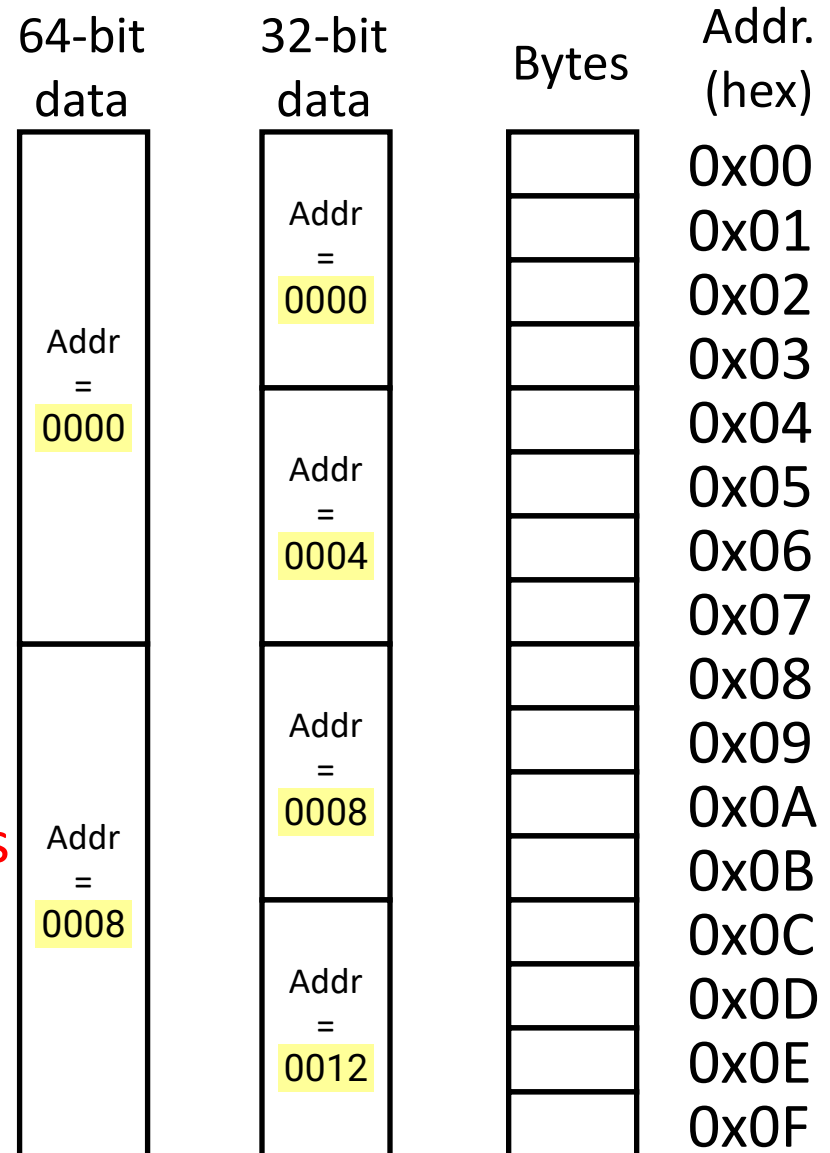 64-bit
data
32-bit
data
Bytes
Addr.
(hex)
Addr
=
0000
Addr
=
0008
Addr
=
0000
Addr
=
0004
Addr
=
0008
Addr
=
0012
0x00
0x01
0x02
0x03
0x04
0x05
0x06
0x07
0x08
0x09
0x0A
0x0B
0x0C
0x0D
0x0E
0x0F
s